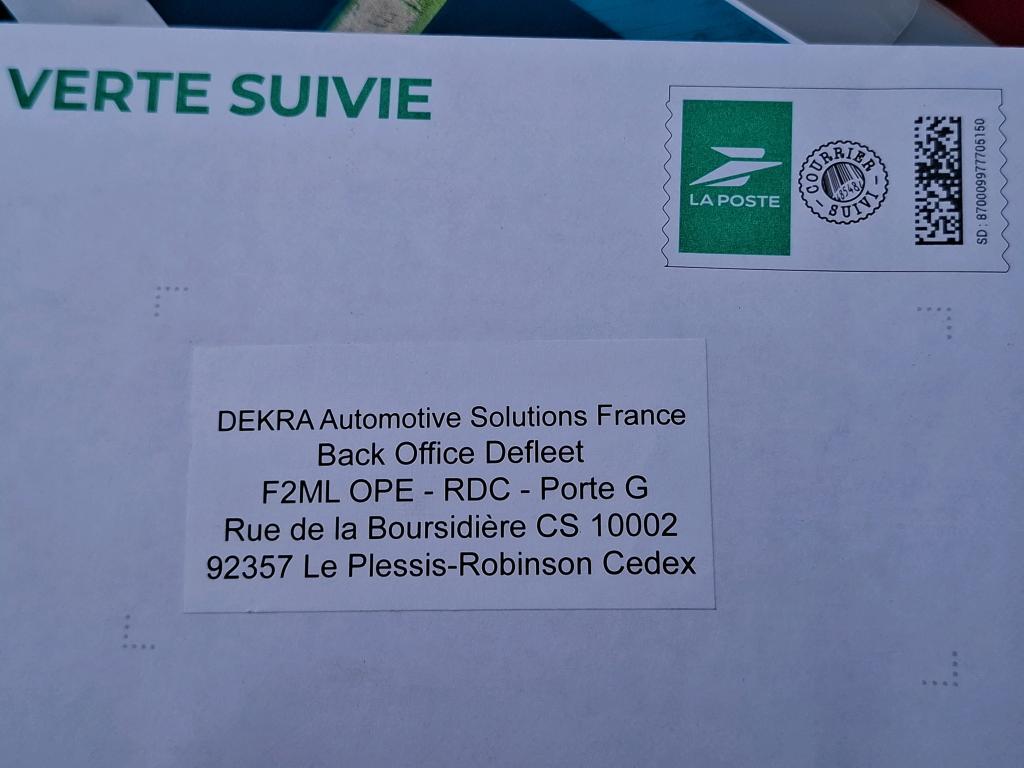 VERTE SUIVIE
LA POSTE
COURRIER
SUIVI
SD : 870009977705150
DEKRA Automotive Solutions France
Back Office Defleet
F2ML OPE - RDC - Porte G
Rue de la Boursidière CS 10002
92357 Le Plessis-Robinson Cedex